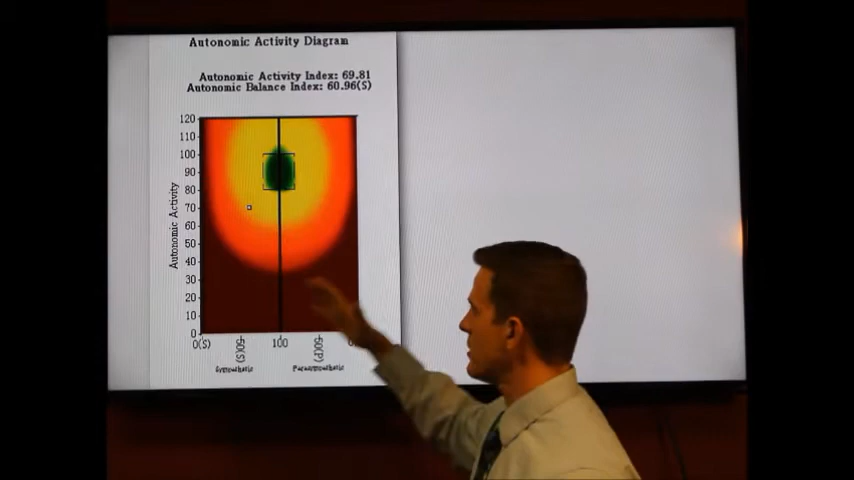 Autonomic Activity Diagram
Autonomic Activity Index: 69.81
Autonomic Balance Index: 60.96(S)
120
110
100
90
80
70
60
50
40
30
20
10
0
Autonomic Activity
0(S)
50(S)
100
50(P)
Sympathetic
Parasympathetic